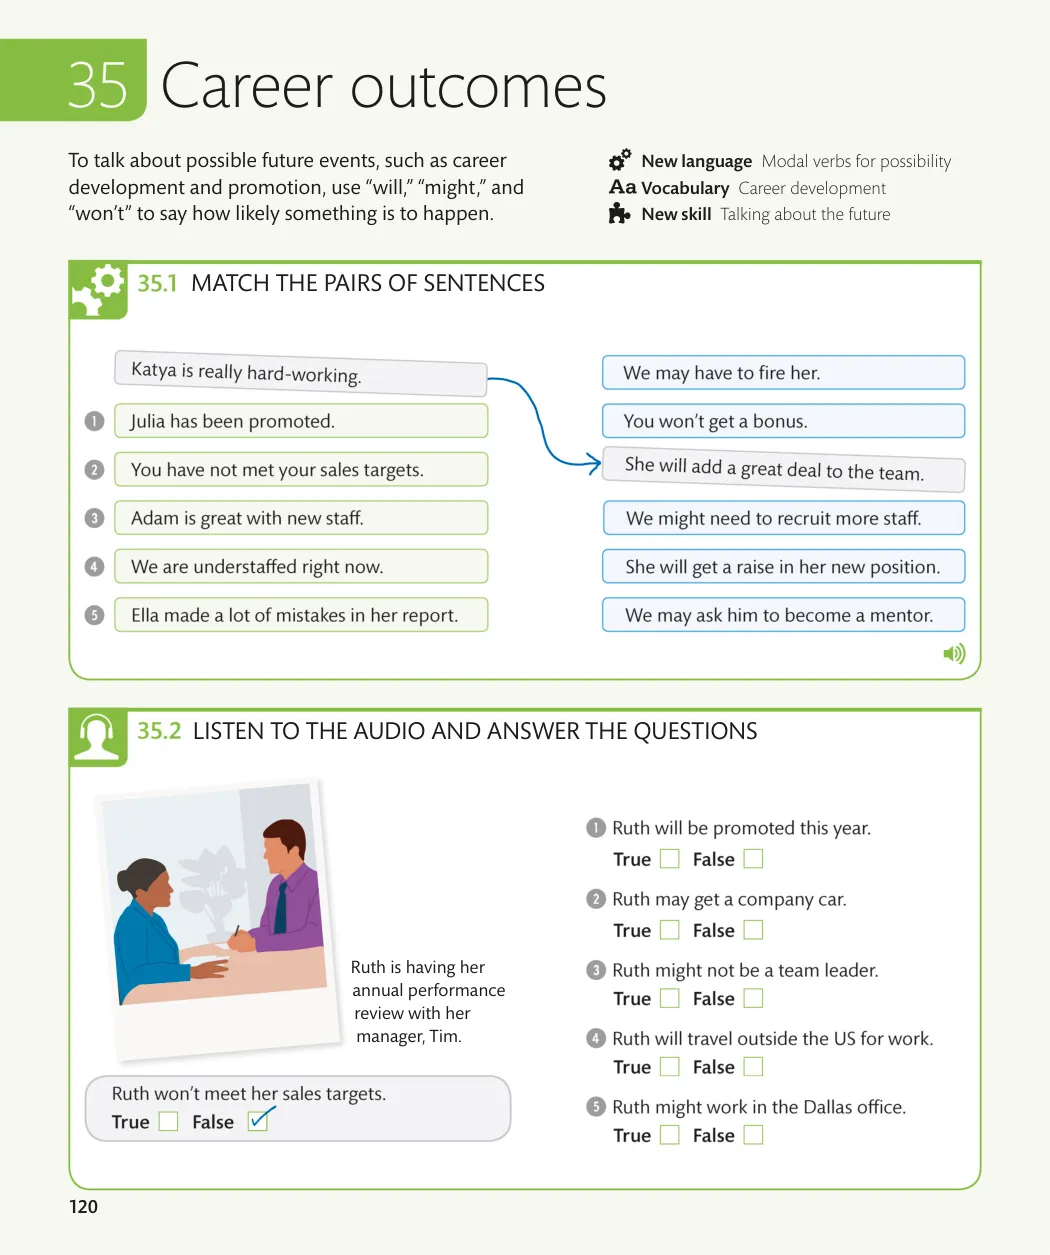 35 Career outcomes
To talk about possible future events, such as career
development and promotion, use “will,” “might,” and
“won’t” to say how likely something is to happen.
New language Modal verbs for possibility
Aa Vocabulary Career development
New skill Talking about the future
35.1 MATCH THE PAIRS OF SENTENCES
Katya is really hard-working.
1 Julia has been promoted.
2 You have not met your sales targets.
3 Adam is great with new staff.
4 We are understaffed right now.
5 Ella made a lot of mistakes in her report.
We may have to fire her.
You won’t get a bonus.
She will add a great deal to the team.
We might need to recruit more staff.
She will get a raise in her new position.
We may ask him to become a mentor.
35.2 LISTEN TO THE AUDIO AND ANSWER THE QUESTIONS
Ruth is having her
annual performance
review with her
manager, Tim.
Ruth won’t meet her sales targets.
True False
1 Ruth will be promoted this year.
True False
2 Ruth may get a company car.
True False
3 Ruth might not be a team leader.
True False
4 Ruth will travel outside the US for work.
True False
5 Ruth might work in the Dallas office.
True False
120